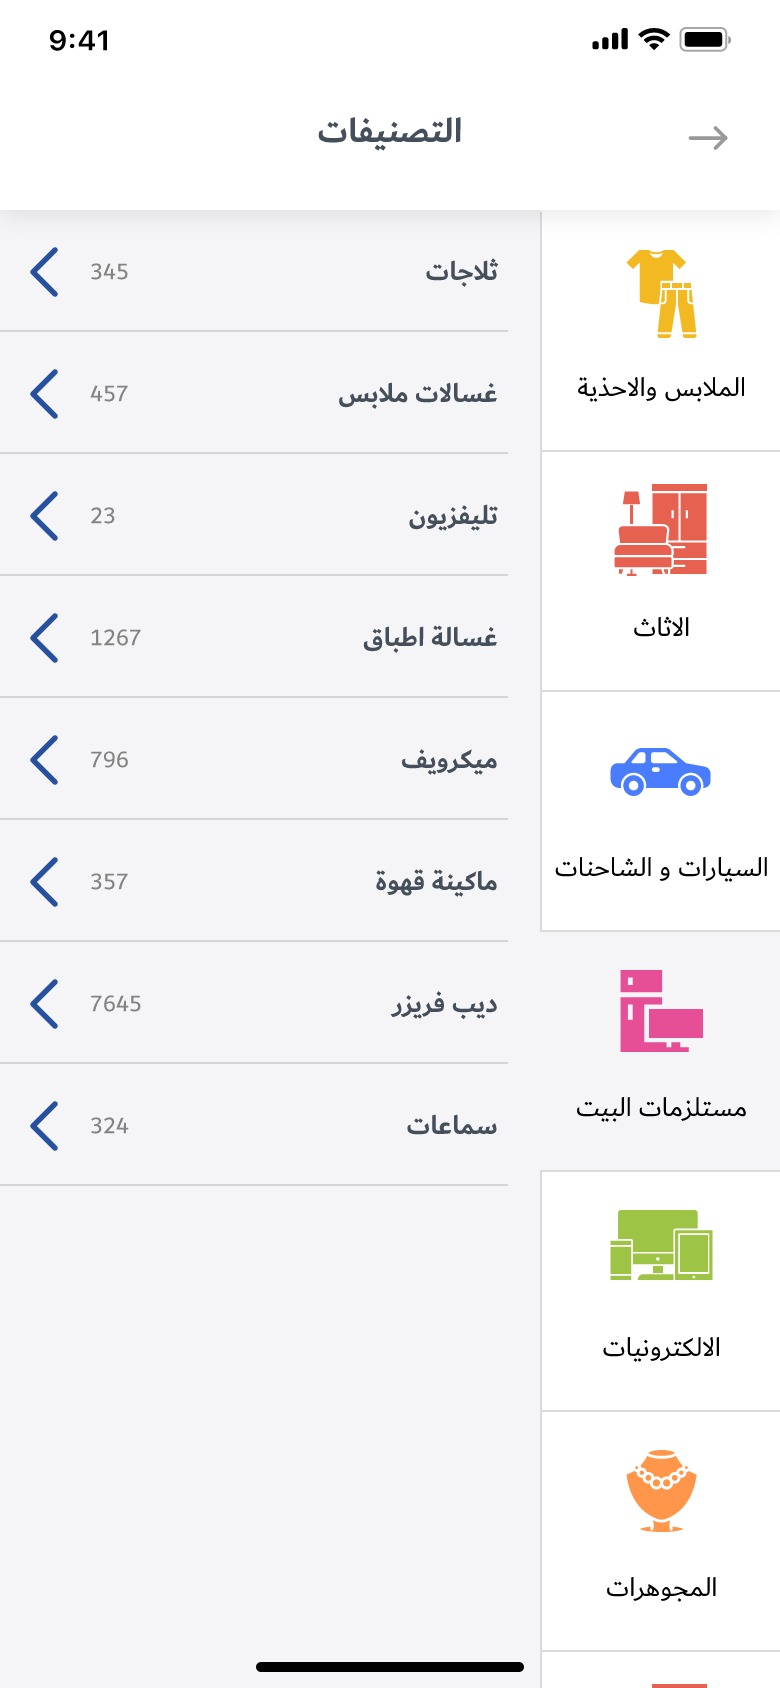 9:41
التصنيفات
الملابس والاحذية
الاثاث
السيارات و الشاحنات
مستلزمات البيت
الالكترونيات
المجوهرات
ثلاجات 345
غسالات ملابس 457
تليفزيون 23
غسالة اطباق 1267
ميكرويف 796
ماكينة قهوة 357
ديب فريزر 7645
سماعات 324